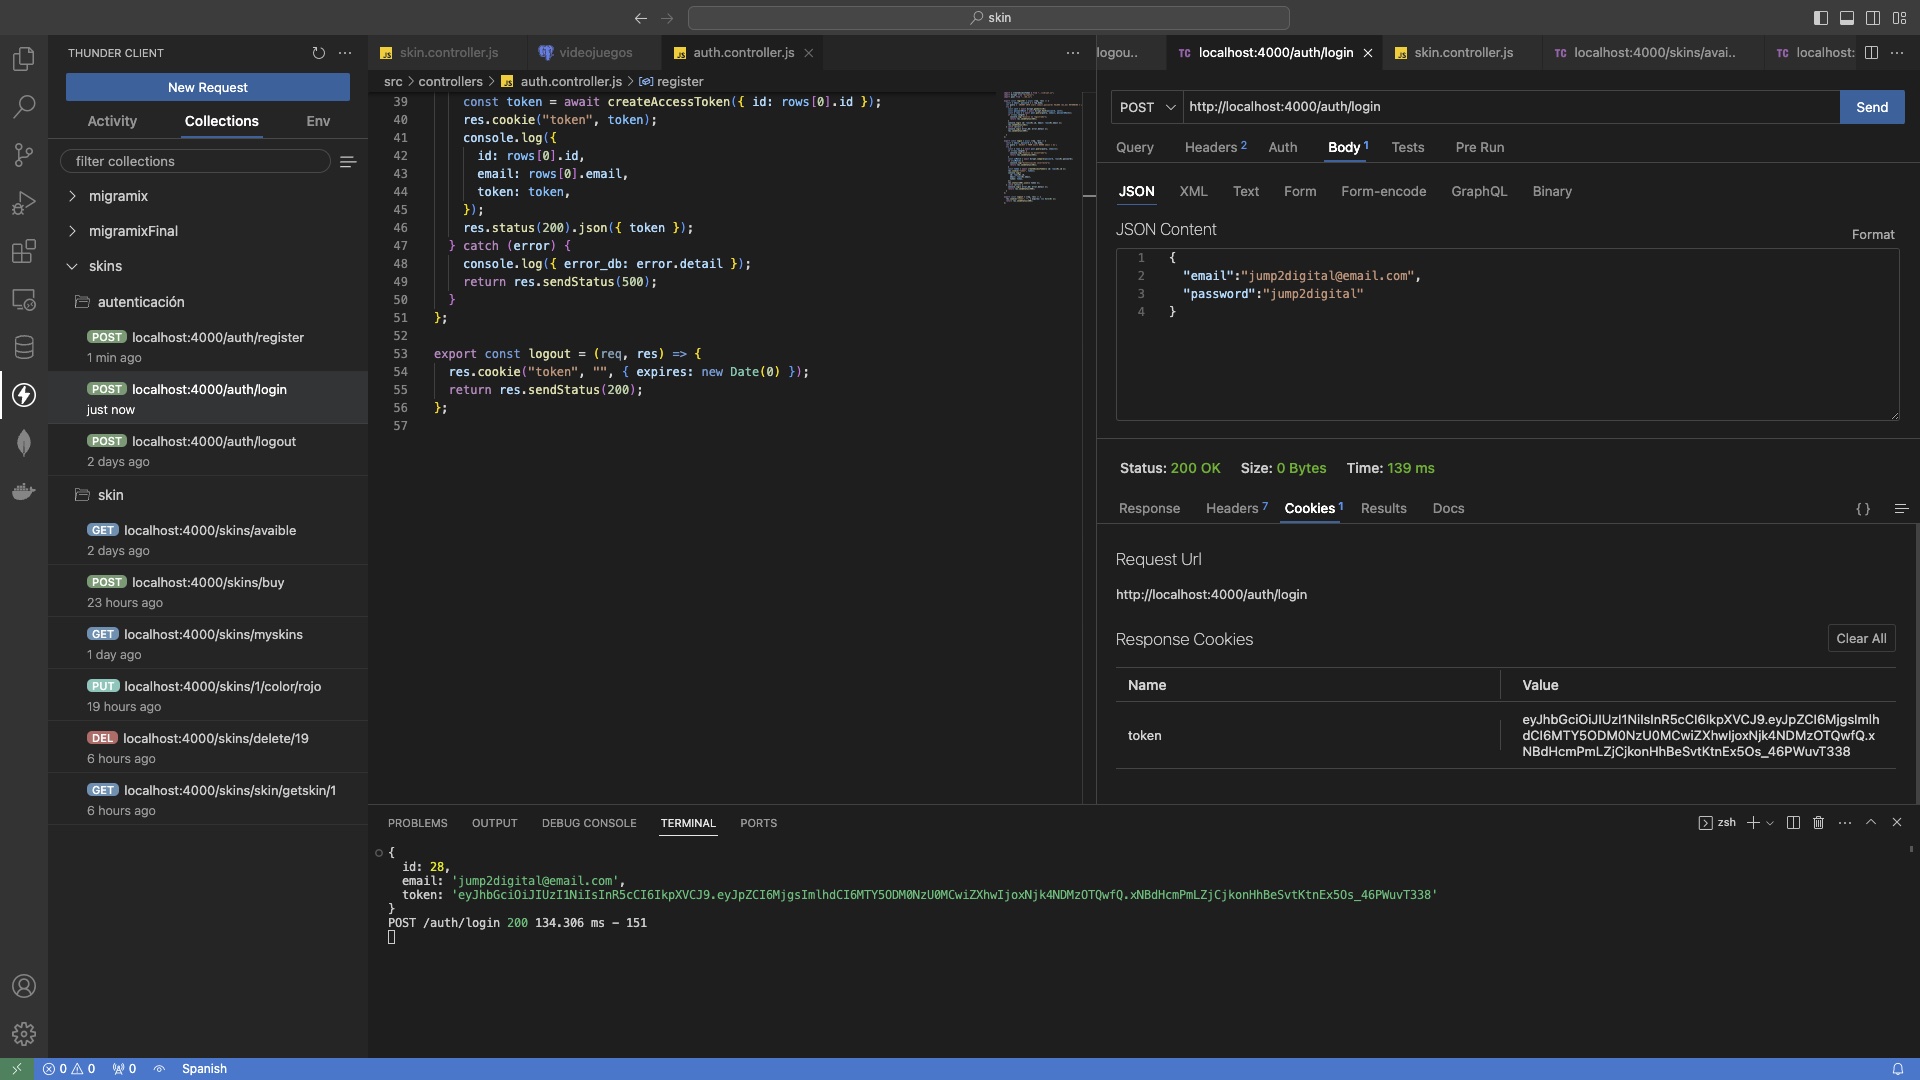 skin
THUNDER CLIENT
New Request
Activity
Collections
Env
filter collections
migramix
migramixFinal
skins
autenticación
POST localhost:4000/auth/register
1 min ago
POST localhost:4000/auth/login
just now
POST localhost:4000/auth/logout
2 days ago
skin
GET localhost:4000/skins/avaible
2 days ago
POST localhost:4000/skins/buy
23 hours ago
GET localhost:4000/skins/myskins
1 day ago
PUT localhost:4000/skins/1/color/rojo
19 hours ago
DEL localhost:4000/skins/delete/19
6 hours ago
GET localhost:4000/skins/skin/getskin/1
6 hours ago
JS skin.controller.js
videojuegos
JS auth.controller.js
src > controllers > JS auth.controller.js > register
39 const token = await createAccessToken({ id: rows[0].id });
40 res.cookie("token", token);
41 console.log({
42 id: rows[0].id,
43 email: rows[0].email,
44 token: token,
45 });
46 res.status(200).json({ token });
47 } catch (error) {
48 console.log({ error_db: error.detail });
49 return res.sendStatus(500);
50 }
51 };
52
53 export const logout = (req, res) => {
54 res.cookie("token", "", { expires: new Date(0) });
55 return res.sendStatus(200);
56 };
57
logou..
TC localhost:4000/auth/login
JS skin.controller.js
TC localhost:4000/skins/avai..
TC localhost:
POST
http://localhost:4000/auth/login
Send
Query
Headers 2
Auth
Body 1
Tests
Pre Run
JSON
XML
Text
Form
Form-encode
GraphQL
Binary
JSON Content
Format
1 {
2 "email":"jump2digital@email.com",
3 "password":"jump2digital"
4 }
Status: 200 OK Size: 0 Bytes Time: 139 ms
Response
Headers 7
Cookies 1
Results
Docs
{ }
Request Url
http://localhost:4000/auth/login
Response Cookies
Clear All
Name
Value
token
eyJhbGciOiJIUzI1NiIsInR5cCI6IkpXVCJ9.eyJpZCI6MjgsImlh
dCI6MTY5ODM0NzU0MCwiZXhwIjoxNjk4NDMzOTQwfQ.x
NBdHcmPmLZjCjkonHhBeSvtKtnEx5Os_46PWuvT338
PROBLEMS
OUTPUT
DEBUG CONSOLE
TERMINAL
PORTS
zsh
{
id: 28,
email: 'jump2digital@email.com',
token: 'eyJhbGciOiJIUzI1NiIsInR5cCI6IkpXVCJ9.eyJpZCI6MjgsImlhdCI6MTY5ODM0NzU0MCwiZXhwIjoxNjk4NDMzOTQwfQ.xNBdHcmPmLZjCjkonHhBeSvtKtnEx5Os_46PWuvT338'
}
POST /auth/login 200 134.306 ms - 151
0 0
0
Spanish